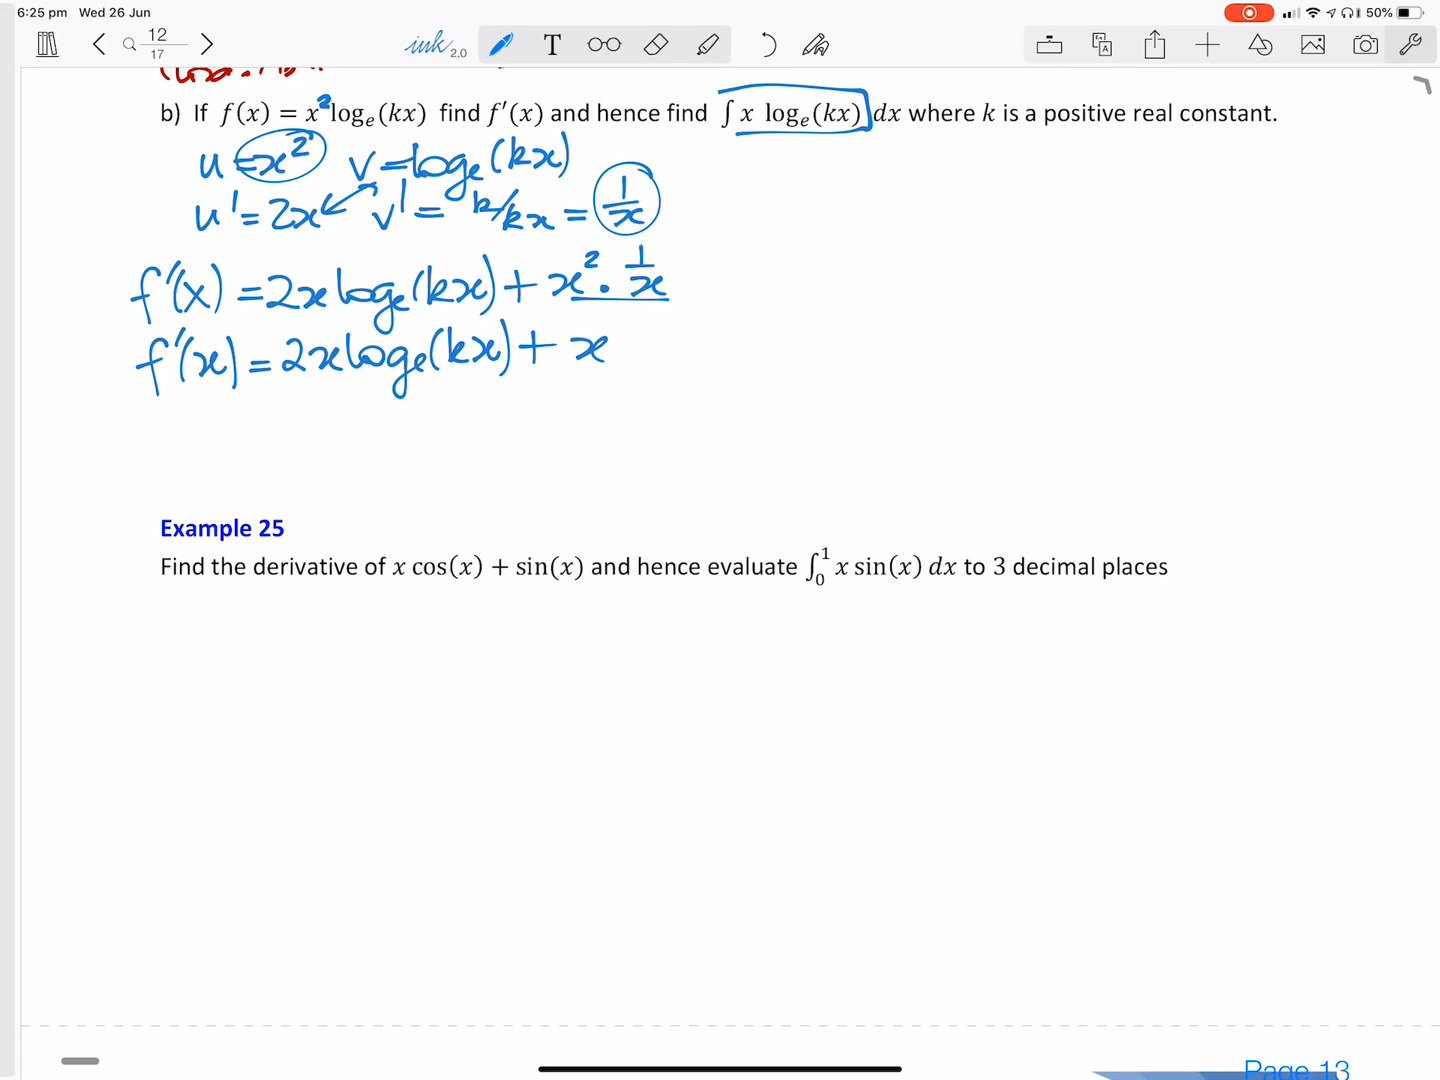 6:25 pm Wed 26 Jun 50%
12
17
ink 2.0 T
b) If f(x) = x²logₑ(kx) find f′(x) and hence find ∫ x logₑ(kx) dx where k is a positive real constant.
u = x² v = logₑ(kx)
u' = 2x v' = k/kx = 1/x
f'(x) = 2x logₑ(kx) + x² · 1/x
f'(x) = 2x logₑ(kx) + x
Example 25
Find the derivative of x cos(x) + sin(x) and hence evaluate ∫₀¹ x sin(x) dx to 3 decimal places
Page 13